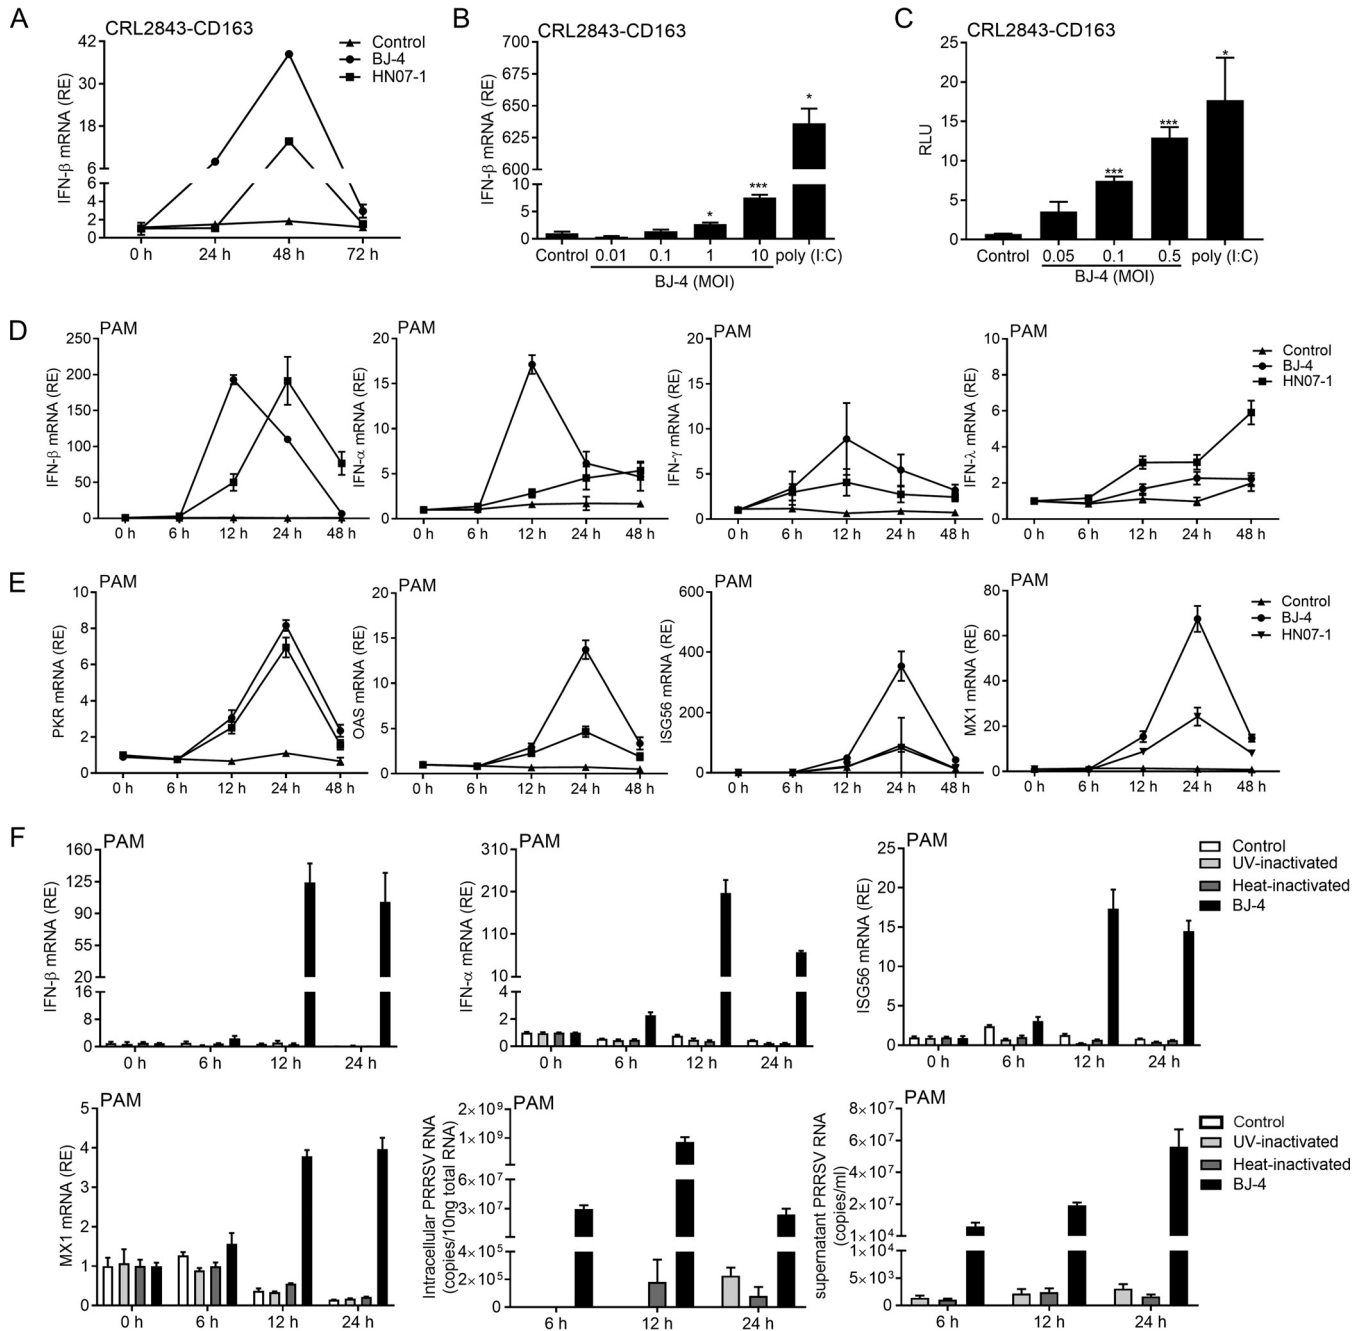 A
CRL2843-CD163
IFN-β mRNA (RE)
42
30
18
6
6
4
2
0
0 h
24 h
48 h
72 h
Control
BJ-4
HN07-1
B
CRL2843-CD163
IFN-β mRNA (RE)
700
675
650
625
600
10
5
0
*
***
*
Control
0.01
0.1
1
10
poly (I:C)
BJ-4 (MOI)
C
CRL2843-CD163
RLU
25
20
15
10
5
0
***
***
*
Control
0.05
0.1
0.5
poly (I:C)
BJ-4 (MOI)
D
PAM
IFN-β mRNA (RE)
250
200
150
100
50
0
0 h
6 h
12 h
24 h
48 h
PAM
IFN-α mRNA (RE)
20
15
10
5
0
0 h
6 h
12 h
24 h
48 h
PAM
IFN-γ mRNA (RE)
20
15
10
5
0
0 h
6 h
12 h
24 h
48 h
PAM
IFN-λ mRNA (RE)
10
8
6
4
2
0
0 h
6 h
12 h
24 h
48 h
Control
BJ-4
HN07-1
E
PAM
PKR mRNA (RE)
10
8
6
4
2
0
0 h
6 h
12 h
24 h
48 h
PAM
OAS mRNA (RE)
20
15
10
5
0
0 h
6 h
12 h
24 h
48 h
PAM
ISG56 mRNA (RE)
600
400
200
0
0 h
6 h
12 h
24 h
48 h
PAM
MX1 mRNA (RE)
80
60
40
20
0
0 h
6 h
12 h
24 h
48 h
Control
BJ-4
HN07-1
F
PAM
IFN-β mRNA (RE)
160
125
90
55
20
16
8
0
0 h
6 h
12 h
24 h
PAM
IFN-α mRNA (RE)
310
210
110
10
4
2
0
0 h
6 h
12 h
24 h
PAM
ISG56 mRNA (RE)
25
20
15
10
5
0
0 h
6 h
12 h
24 h
Control
UV-inactivated
Heat-inactivated
BJ-4
PAM
MX1 mRNA (RE)
5
4
3
2
1
0
0 h
6 h
12 h
24 h
PAM
Intracellular PRRSV RNA
(copies/10ng total RNA)
2×10⁹
1×10⁹
6×10⁷
3×10⁷
4×10⁵
2×10⁵
0
6 h
12 h
24 h
PAM
supernatant PRRSV RNA
(copies/ml)
8×10⁷
6×10⁷
4×10⁷
2×10⁷
1×10⁴
1×10⁴
5×10³
0
6 h
12 h
24 h
Control
UV-inactivated
Heat-inactivated
BJ-4